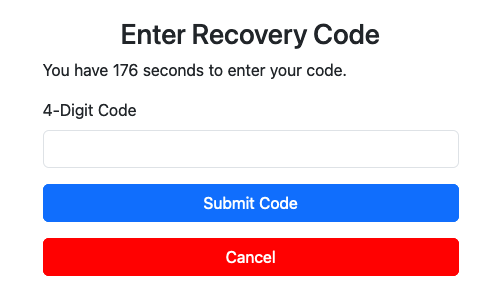 Enter Recovery Code
You have 176 seconds to enter your code.
4-Digit Code
Submit Code
Cancel